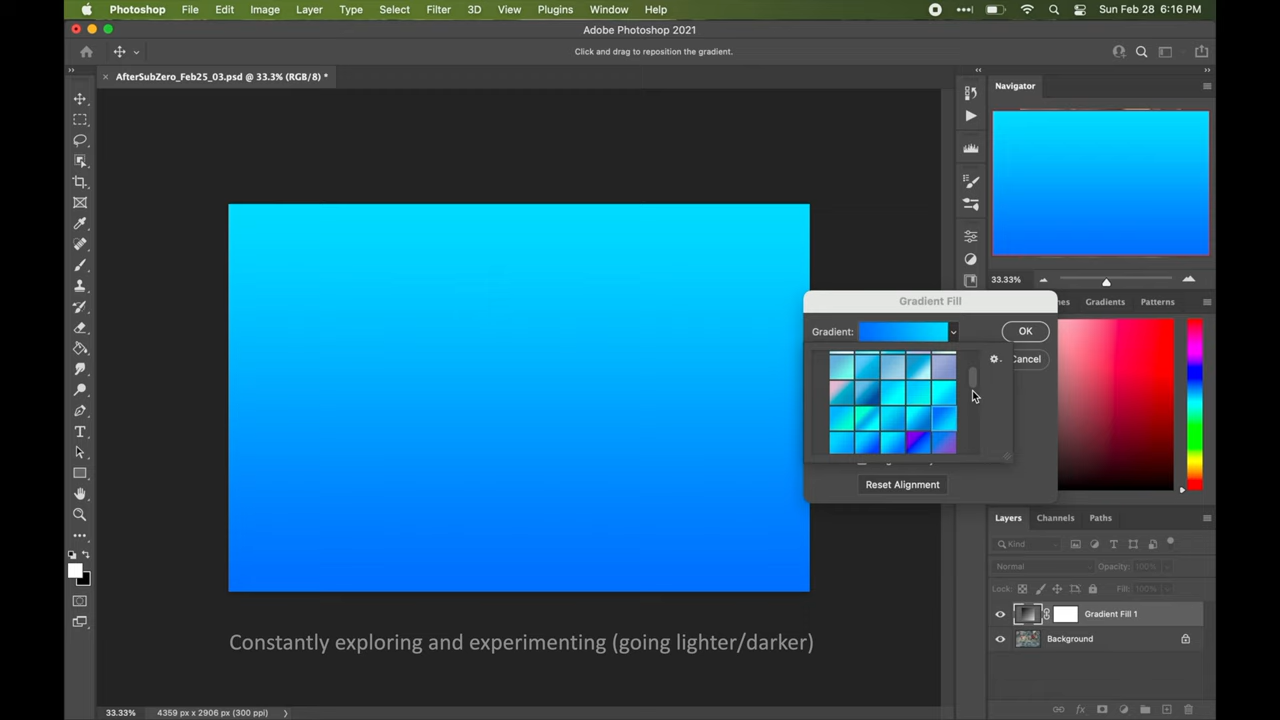 Photoshop File Edit Image Layer Type Select Filter 3D View Plugins Window Help Sun Feb 28 6:16 PM
Adobe Photoshop 2021
Click and drag to reposition the gradient.
AfterSubZero_Feb25_03.psd @ 33.3% (RGB/8) *
Navigator
33.33%
Gradients Patterns
Gradient Fill
Gradient: OK
Cancel
Reset Alignment
Layers Channels Paths
Kind
Normal Opacity: 100%
Lock: Fill: 100%
Gradient Fill 1
Background
Constantly exploring and experimenting (going lighter/darker)
33.33% 4359 px x 2906 px (300 ppi)